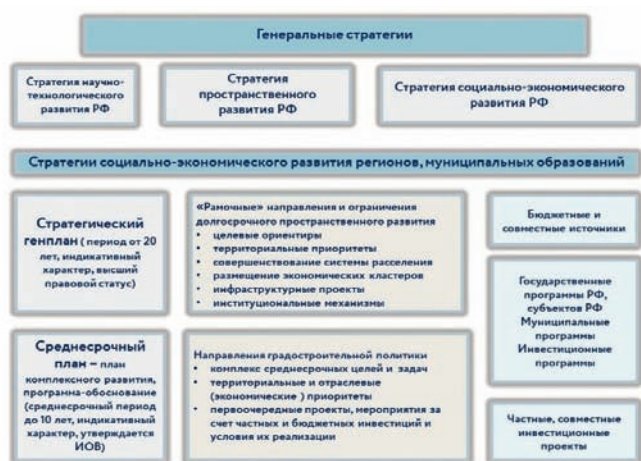 Генеральные стратегии
Стратегия научно-
технологического
развития РФ
Стратегия
пространственного
развития РФ
Стратегия социально-экономического
развития РФ
Стратегии социально-экономического развития регионов, муниципальных образований
Стратегический
генплан ( период от 20
лет, индикативный
характер, высший
правовой статус)
«Рамочные» направления и ограничения
долгосрочного пространственного развития
• целевые ориентиры
• территориальные приоритеты
• совершенствование системы расселения
• размещение экономических кластеров
• инфраструктурные проекты
• институциональные механизмы
Бюджетные и
совместные источники
Государственные
программы РФ,
субъектов РФ
Муниципальные
программы
Инвестиционные
программы
Среднесрочный
план – план
комплексного развития,
программа-обоснование
(среднесрочный период
до 10 лет, индикативный
характер, утверждается
ИОВ)
Направления градостроительной политики
• комплекс среднесрочных целей и задач
• территориальные и отраслевые
(экономические ) приоритеты
• первоочередные проекты, мероприятия за
счет частных и бюджетных инвестиций и
условия их реализации
Частные, совместные
инвестиционные
проекты